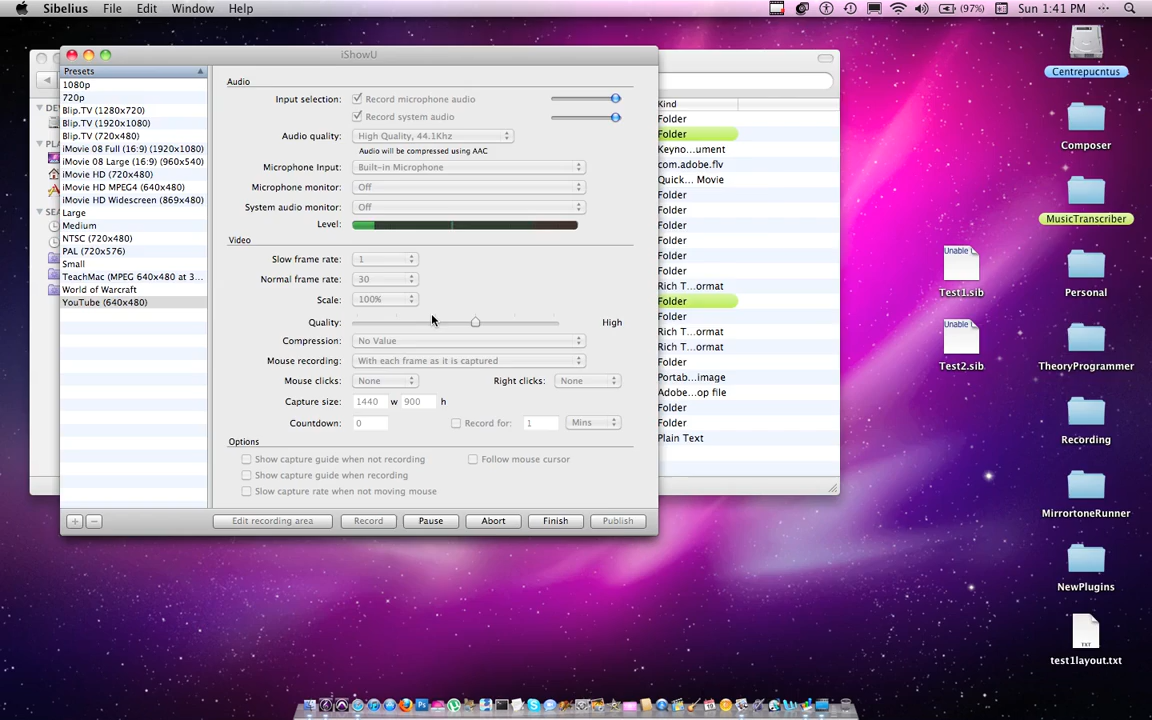 Sibelius File Edit Window Help (97%) Sun 1:41 PM
iShowU
Presets
1080p
720p
Blip.TV (1280x720)
Blip.TV (1920x1080)
Blip.TV (720x480)
iMovie 08 Full (16:9) (1920x1080)
iMovie 08 Large (16:9) (960x540)
iMovie HD (720x480)
iMovie HD MPEG4 (640x480)
iMovie HD Widescreen (869x480)
Large
Medium
NTSC (720x480)
PAL (720x576)
Small
TeachMac (MPEG 640x480 at 3...
World of Warcraft
YouTube (640x480)
DE
PLA
SEA
Audio
Input selection: Record microphone audio
Record system audio
Audio quality: High Quality, 44.1Khz
Audio will be compressed using AAC
Microphone Input: Built-in Microphone
Microphone monitor: Off
System audio monitor: Off
Level:
Video
Slow frame rate: 1
Normal frame rate: 30
Scale: 100%
Quality: High
Compression: No Value
Mouse recording: With each frame as it is captured
Mouse clicks: None Right clicks: None
Capture size: 1440 w 900 h
Countdown: 0 Record for: 1 Mins
Options
Show capture guide when not recording Follow mouse cursor
Show capture guide when recording
Slow capture rate when not moving mouse
+ − Edit recording area Record Pause Abort Finish Publish
Kind
Folder
Folder
Keyno...ument
com.adobe.flv
Quick... Movie
Folder
Folder
Folder
Folder
Folder
Folder
Rich T...ormat
Folder
Folder
Rich T...ormat
Rich T...ormat
Folder
Portab...image
Adobe...op file
Folder
Folder
Plain Text
Unable
Test1.sib
Unable
Test2.sib
Centrepucntus
Composer
MusicTranscriber
Personal
TheoryProgrammer
Recording
MirrortoneRunner
NewPlugins
TXT
test1layout.txt